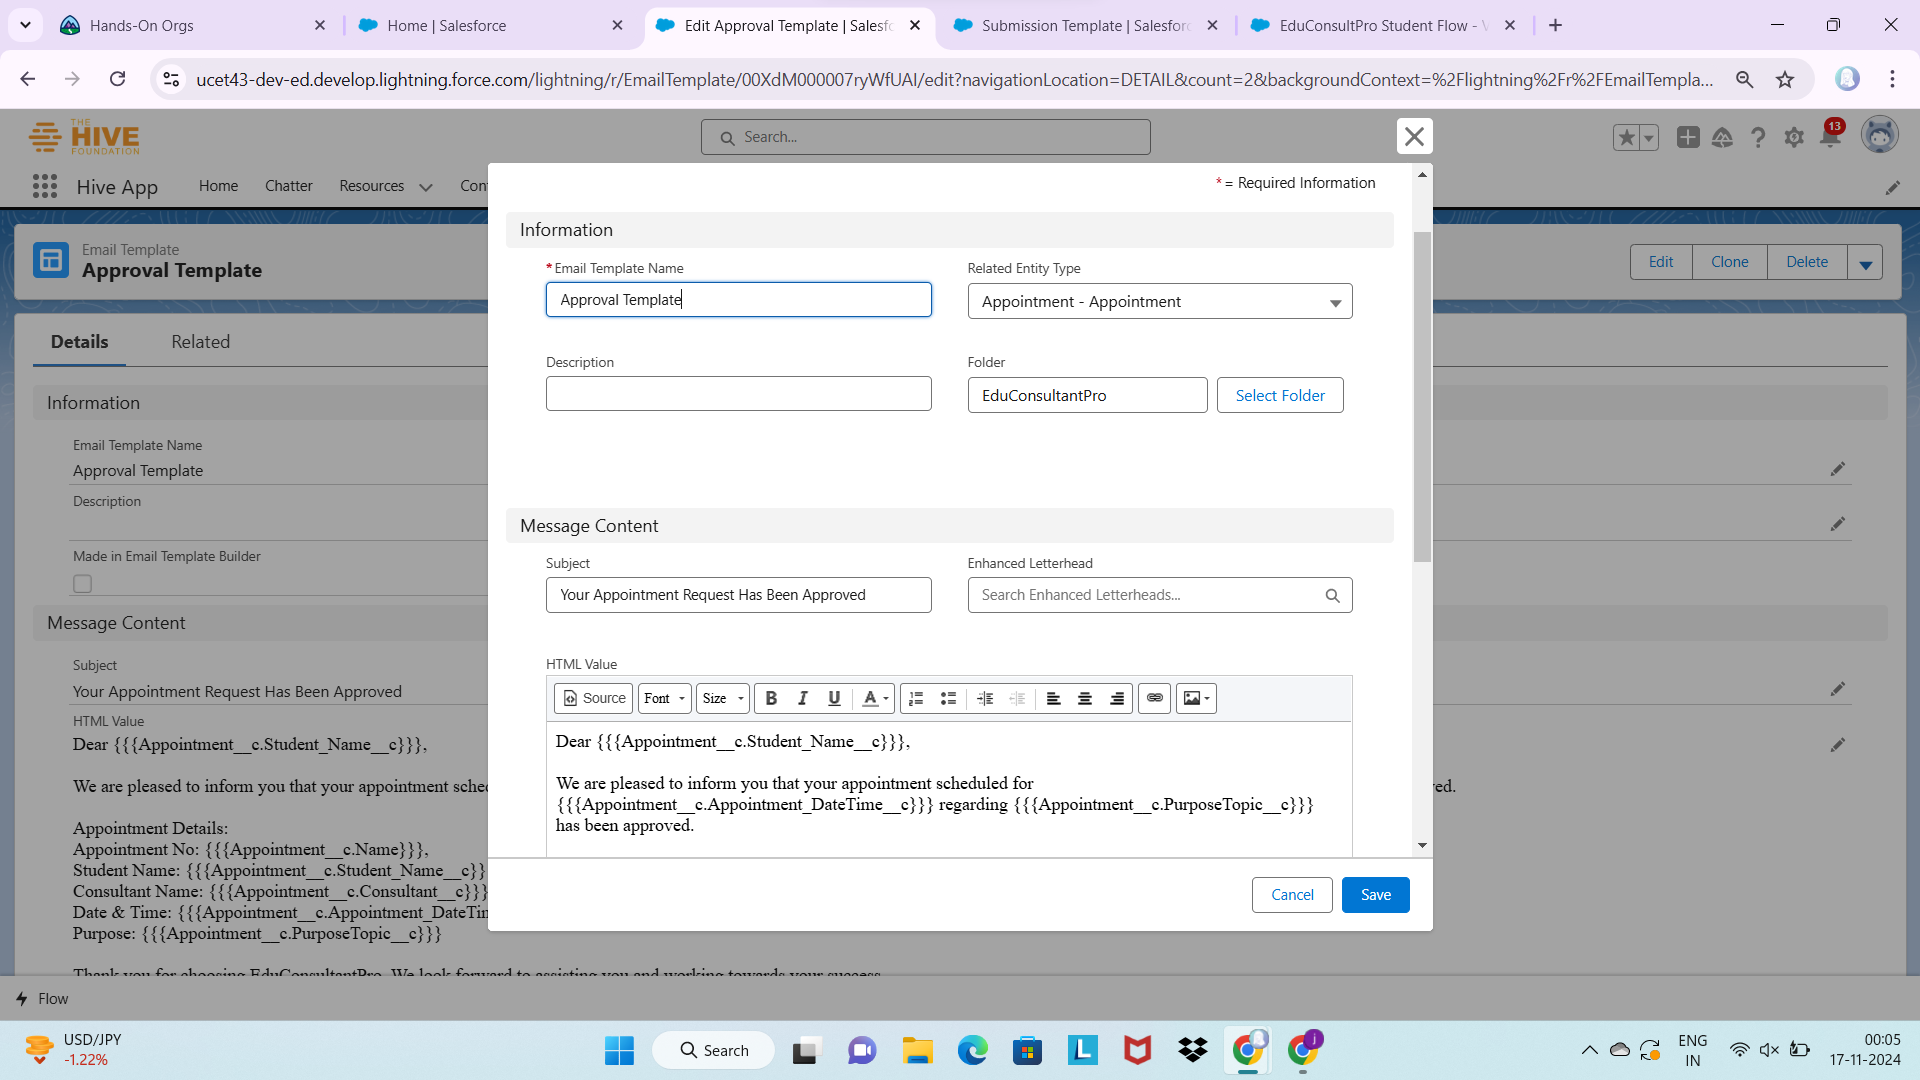 Hands-On Orgs
Home | Salesforce
Edit Approval Template | Salesfo
Submission Template | Salesforc
EduConsultPro Student Flow - V
ucet43-dev-ed.develop.lightning.force.com/lightning/r/EmailTemplate/00XdM000007ryWfUAI/edit?navigationLocation=DETAIL&count=2&backgroundContext=%2Flightning%2Fr%2FEmailTempla...
THE
HIVE
FOUNDATION
Search...
13
Hive App
Home
Chatter
Resources
Con
Email Template
Approval Template
Edit
Clone
Delete
Details
Related
Information
Email Template Name
Approval Template
Description
Made in Email Template Builder
Message Content
Subject
Your Appointment Request Has Been Approved
HTML Value
Dear {{{Appointment__c.Student_Name__c}}},
We are pleased to inform you that your appointment sche
ed.
Appointment Details:
Appointment No: {{{Appointment__c.Name}}},
Student Name: {{{Appointment__c.Student_Name__c}}
Consultant Name: {{{Appointment__c.Consultant__c}}}
Date & Time: {{{Appointment__c.Appointment_DateTin
Purpose: {{{Appointment__c.PurposeTopic__c}}}
Thank you for choosing EduConsultantPro. We look forward to assisting you and working towards your success.
* = Required Information
Information
* Email Template Name
Approval Template
Related Entity Type
Appointment - Appointment
Description
Folder
EduConsultantPro
Select Folder
Message Content
Subject
Your Appointment Request Has Been Approved
Enhanced Letterhead
Search Enhanced Letterheads...
HTML Value
Source
Font
Size
B I U A
Dear {{{Appointment__c.Student_Name__c}}},
We are pleased to inform you that your appointment scheduled for
{{{Appointment__c.Appointment_DateTime__c}}} regarding {{{Appointment__c.PurposeTopic__c}}}
has been approved.
Cancel
Save
Flow
USD/JPY
-1.22%
Search
L
j
ENG
IN
00:05
17-11-2024